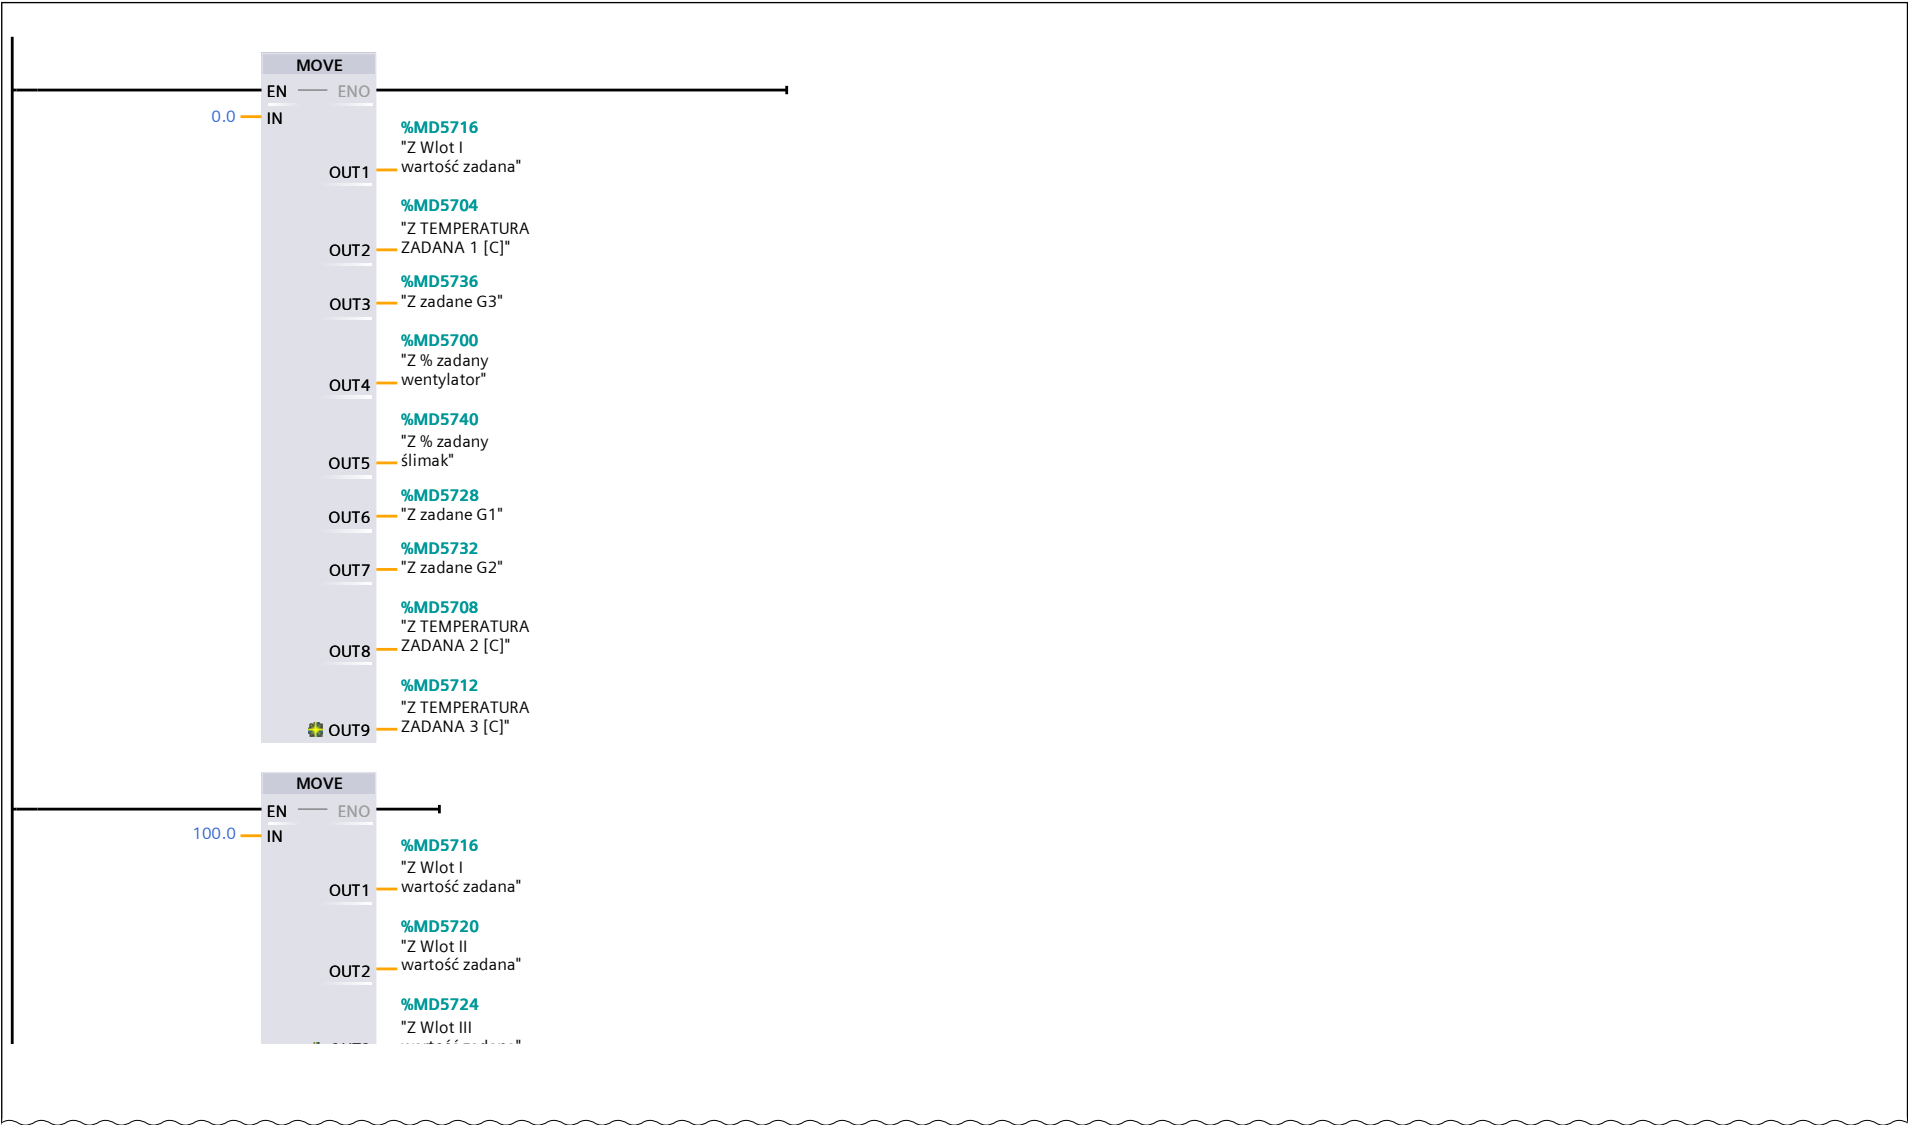 MOVE
EN ENO
0.0 IN
%MD5716
"Z Wlot I
wartość zadana"
OUT1
%MD5704
"Z TEMPERATURA
ZADANA 1 [C]"
OUT2
%MD5736
"Z zadane G3"
OUT3
%MD5700
"Z % zadany
wentylator"
OUT4
%MD5740
"Z % zadany
ślimak"
OUT5
%MD5728
"Z zadane G1"
OUT6
%MD5732
"Z zadane G2"
OUT7
%MD5708
"Z TEMPERATURA
ZADANA 2 [C]"
OUT8
%MD5712
"Z TEMPERATURA
ZADANA 3 [C]"
OUT9
MOVE
EN ENO
100.0 IN
%MD5716
"Z Wlot I
wartość zadana"
OUT1
%MD5720
"Z Wlot II
wartość zadana"
OUT2
%MD5724
"Z Wlot III